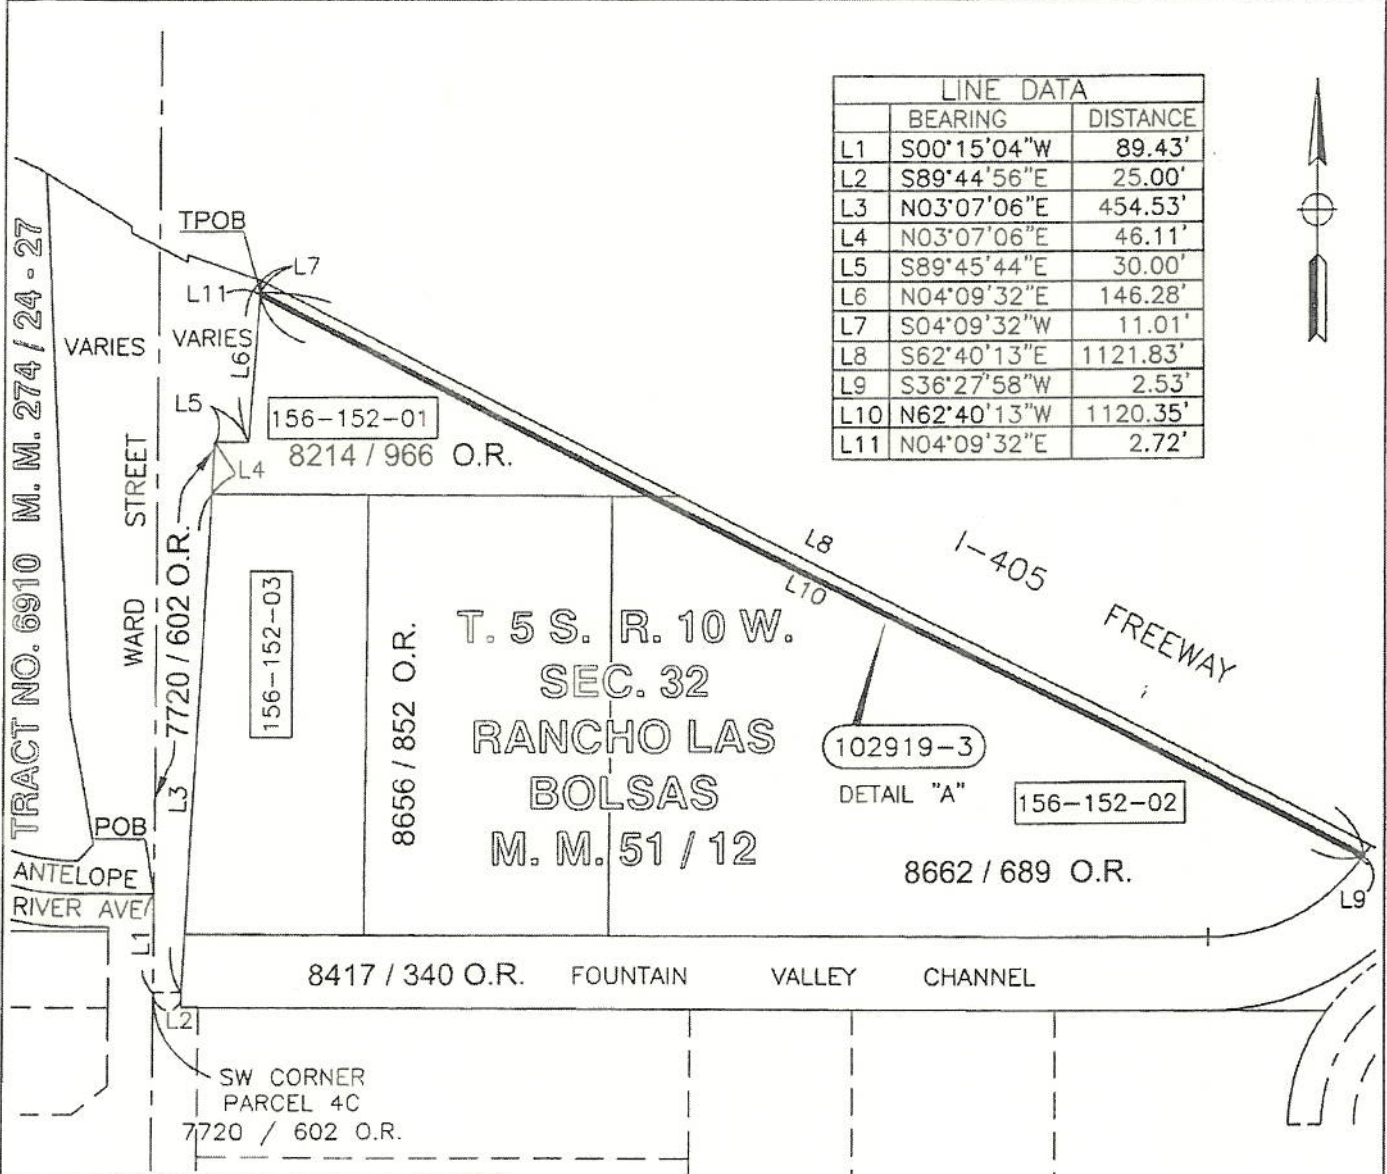 LINE DATA
BEARING DISTANCE
L1 S00°15'04"W 89.43'
L2 S89°44'56"E 25.00'
L3 N03°07'06"E 454.53'
L4 N03°07'06"E 46.11'
L5 S89°45'44"E 30.00'
L6 N04°09'32"E 146.28'
L7 S04°09'32"W 11.01'
L8 S62°40'13"E 1121.83'
L9 S36°27'58"W 2.53'
L10 N62°40'13"W 1120.35'
L11 N04°09'32"E 2.72'
TRACT NO. 6910 M. M. 274 / 24 - 27
TPOB
L7
L11
VARIES
VARIES
L6
L5
156-152-01
8214 / 966 O.R.
L4
WARD STREET
7720 / 602 O.R.
L3
156-152-03
8656 / 852 O.R.
T. 5 S. R. 10 W.
SEC. 32
RANCHO LAS
BOLSAS
M. M. 51 / 12
L8
L10
I-405 FREEWAY
102919-3
DETAIL "A"
156-152-02
8662 / 689 O.R.
L9
POB
ANTELOPE
RIVER AVE
L1
8417 / 340 O.R. FOUNTAIN VALLEY CHANNEL
L2
SW CORNER
PARCEL 4C
7720 / 602 O.R.